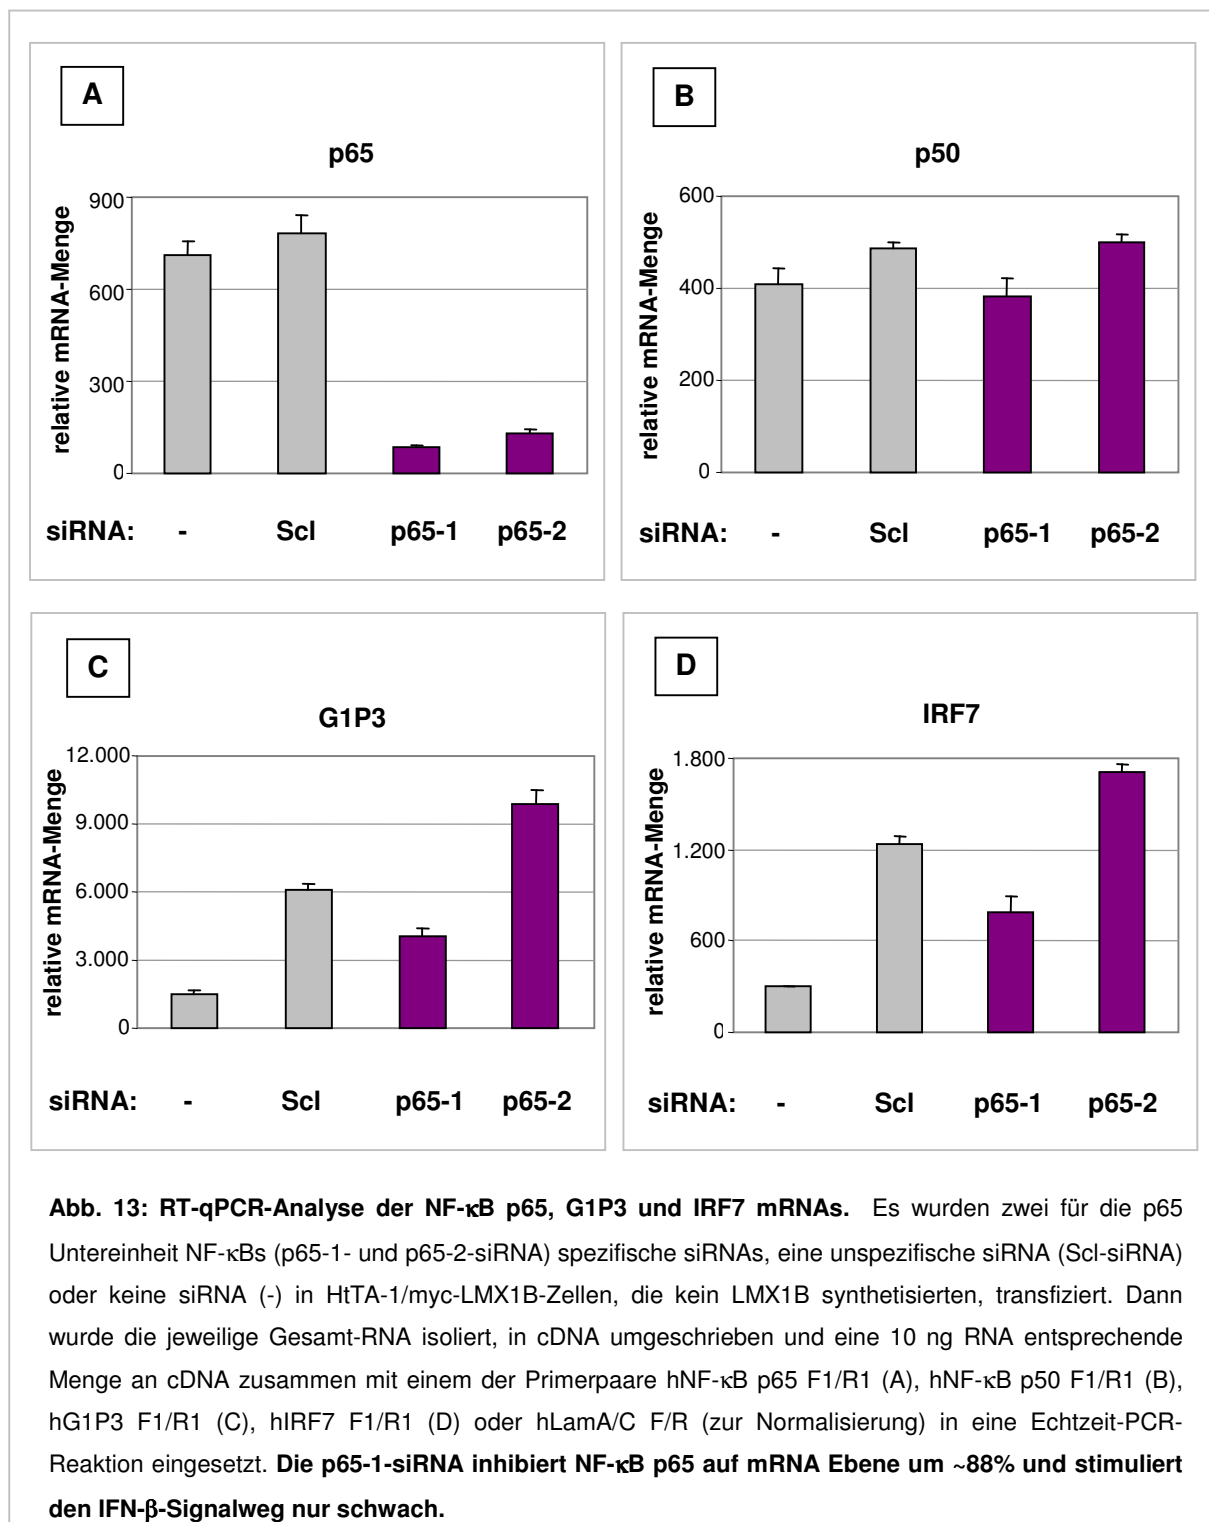 A
p65
relative mRNA-Menge
900
600
300
0
siRNA: - Scl p65-1 p65-2
B
p50
relative mRNA-Menge
600
400
200
0
siRNA: - Scl p65-1 p65-2
C
G1P3
relative mRNA-Menge
12.000
9.000
6.000
3.000
0
siRNA: - Scl p65-1 p65-2
D
IRF7
relative mRNA-Menge
1.800
1.200
600
0
siRNA: - Scl p65-1 p65-2
Abb. 13: RT-qPCR-Analyse der NF-κB p65, G1P3 und IRF7 mRNAs. Es wurden zwei für die p65
Untereinheit NF-κBs (p65-1- und p65-2-siRNA) spezifische siRNAs, eine unspezifische siRNA (Scl-siRNA)
oder keine siRNA (-) in HtTA-1/myc-LMX1B-Zellen, die kein LMX1B synthetisierten, transfiziert. Dann
wurde die jeweilige Gesamt-RNA isoliert, in cDNA umgeschrieben und eine 10 ng RNA entsprechende
Menge an cDNA zusammen mit einem der Primerpaare hNF-κB p65 F1/R1 (A), hNF-κB p50 F1/R1 (B),
hG1P3 F1/R1 (C), hIRF7 F1/R1 (D) oder hLamA/C F/R (zur Normalisierung) in eine Echtzeit-PCR-
Reaktion eingesetzt. Die p65-1-siRNA inhibiert NF-κB p65 auf mRNA Ebene um ~88% und stimuliert
den IFN-β-Signalweg nur schwach.